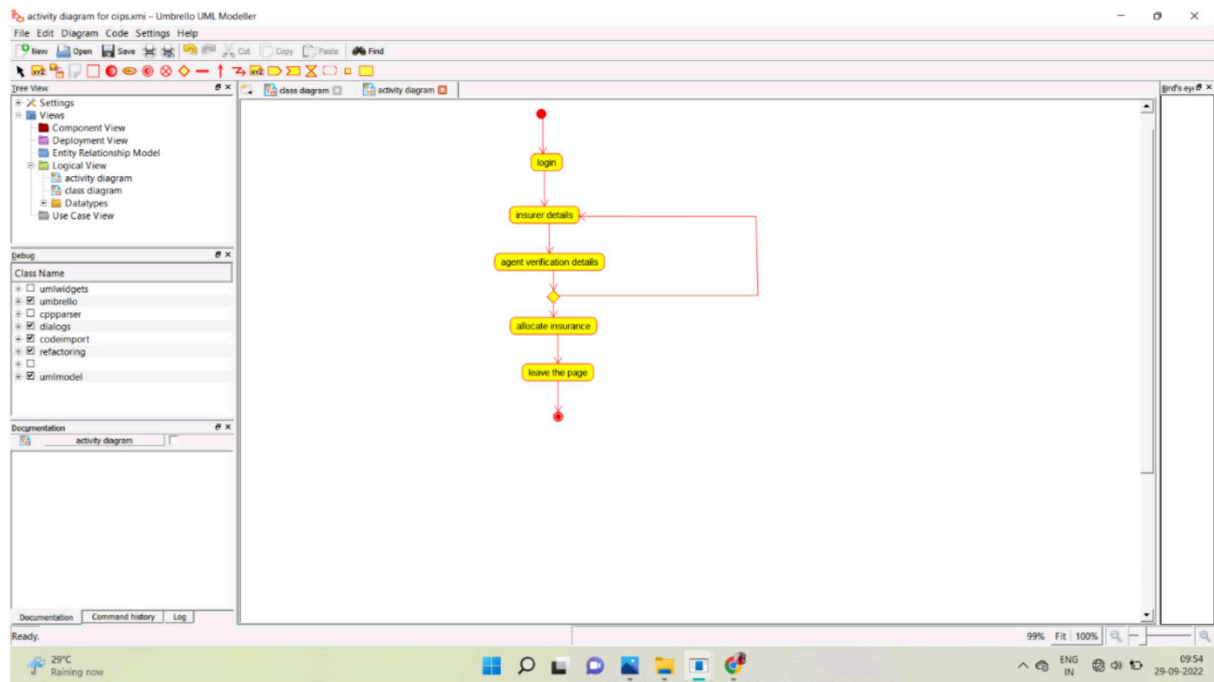 activity diagram for oips.xmi – Umbrello UML Modeller
File Edit Diagram Code Settings Help
New Open Save Cut Copy Paste Find
Tree View
Settings
Views
Component View
Deployment View
Entity Relationship Model
Logical View
activity diagram
class diagram
Datatypes
Use Case View
Debug
Class Name
umlwidgets
umbrello
cppparser
dialogs
codeimport
refactoring
umlmodel
Documentation
activity diagram
Documentation Command history Log
class diagram activity diagram
login
insurer details
agent verification details
allocate insurance
leave the page
Bird's eye
Ready.
99% Fit 100%
29°C
Raining now
ENG
IN
09:54
29-09-2022